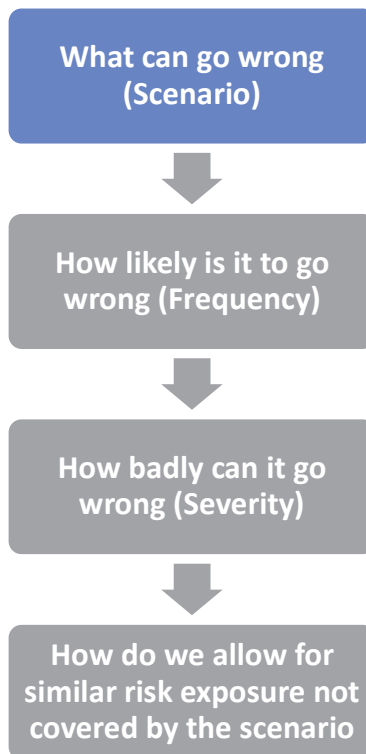 What can go wrong
(Scenario)
How likely is it to go
wrong (Frequency)
How badly can it go
wrong (Severity)
How do we allow for
similar risk exposure not
covered by the scenario